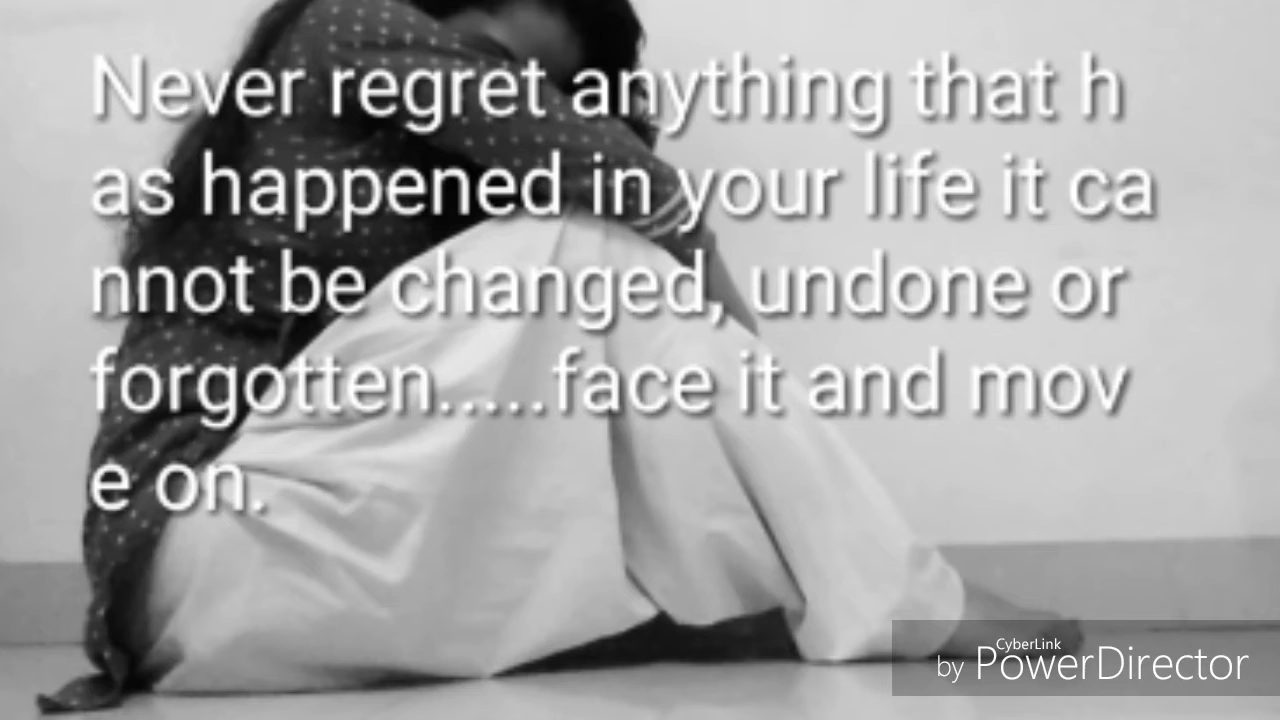 Never regret anything that h
as happened in your life it ca
nnot be changed, undone or
forgotten.....face it and mov
e on.
CyberLink
by PowerDirector